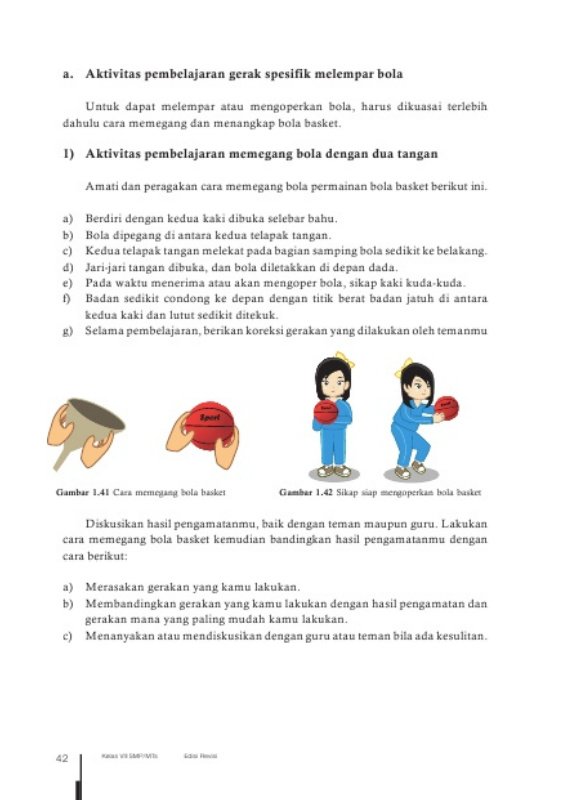 a. Aktivitas pembelajaran gerak spesifik melempar bola
Untuk dapat melempar atau mengoperkan bola, harus dikuasai terlebih
dahulu cara memegang dan menangkap bola basket.
1) Aktivitas pembelajaran memegang bola dengan dua tangan
Amati dan peragakan cara memegang bola permainan bola basket berikut ini.
a) Berdiri dengan kedua kaki dibuka selebar bahu.
b) Bola dipegang di antara kedua telapak tangan.
c) Kedua telapak tangan melekat pada bagian samping bola sedikit ke belakang.
d) Jari-jari tangan dibuka, dan bola diletakkan di depan dada.
e) Pada waktu menerima atau akan mengoper bola, sikap kaki kuda-kuda.
f) Badan sedikit condong ke depan dengan titik berat badan jatuh di antara
kedua kaki dan lutut sedikit ditekuk.
g) Selama pembelajaran, berikan koreksi gerakan yang dilakukan oleh temanmu
Sport
Gambar 1.41 Cara memegang bola basket
Gambar 1.42 Sikap siap mengoperkan bola basket
Diskusikan hasil pengamatanmu, baik dengan teman maupun guru. Lakukan
cara memegang bola basket kemudian bandingkan hasil pengamatanmu dengan
cara berikut:
a) Merasakan gerakan yang kamu lakukan.
b) Membandingkan gerakan yang kamu lakukan dengan hasil pengamatan dan
gerakan mana yang paling mudah kamu lakukan.
c) Menanyakan atau mendiskusikan dengan guru atau teman bila ada kesulitan.
42 Kelas VII SMP/MTs Edisi Revisi